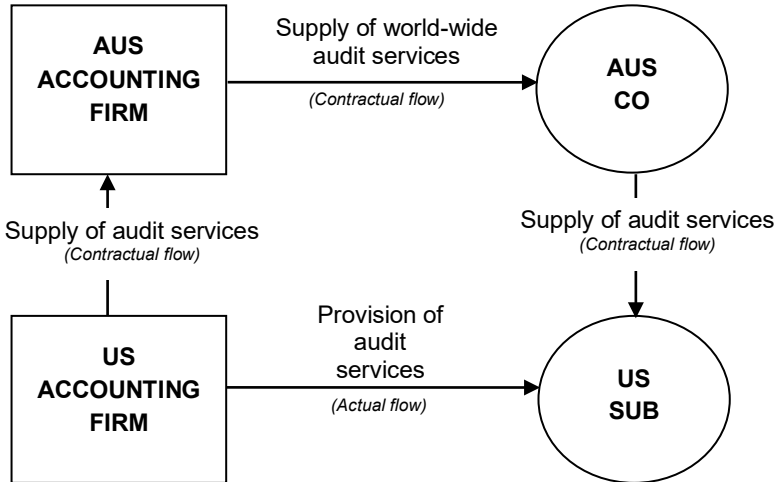 AUS
ACCOUNTING
FIRM
Supply of world-wide
audit services
(Contractual flow)
AUS
CO
Supply of audit services
(Contractual flow)
Supply of audit services
(Contractual flow)
US
ACCOUNTING
FIRM
Provision of
audit
services
(Actual flow)
US
SUB